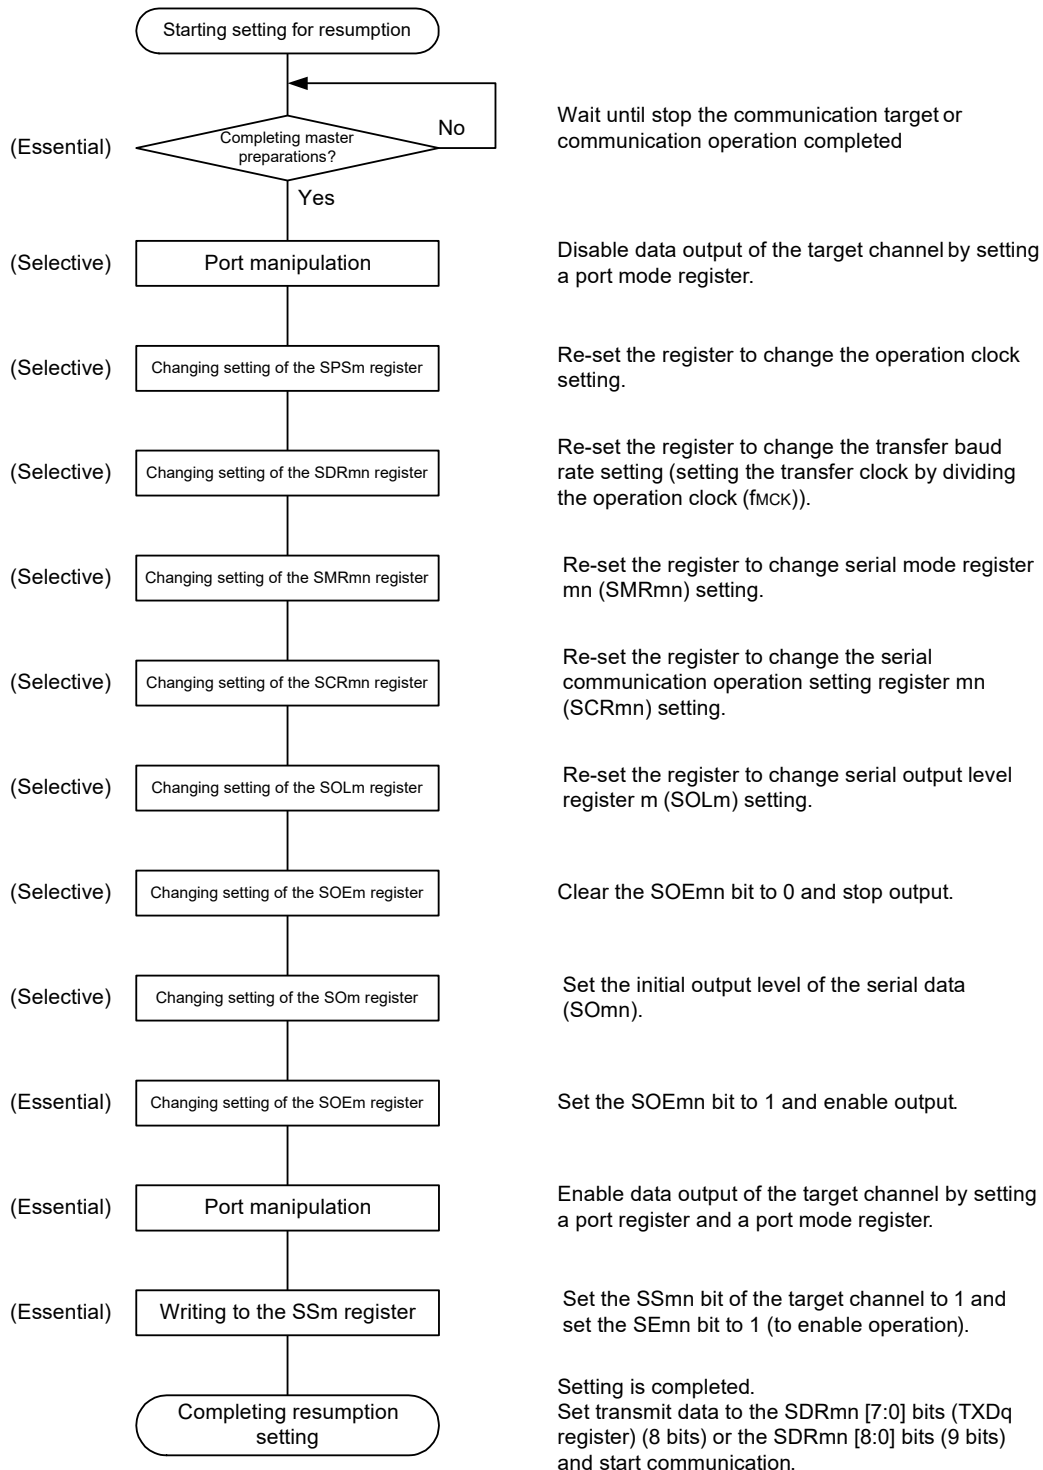 Starting setting for resumption
(Essential)
Completing master
preparations?
No
Yes
Wait until stop the communication target or
communication operation completed
(Selective)
Port manipulation
Disable data output of the target channel by setting
a port mode register.
(Selective)
Changing setting of the SPSm register
Re-set the register to change the operation clock
setting.
(Selective)
Changing setting of the SDRmn register
Re-set the register to change the transfer baud
rate setting (setting the transfer clock by dividing
the operation clock (fMCK)).
(Selective)
Changing setting of the SMRmn register
Re-set the register to change serial mode register
mn (SMRmn) setting.
(Selective)
Changing setting of the SCRmn register
Re-set the register to change the serial
communication operation setting register mn
(SCRmn) setting.
(Selective)
Changing setting of the SOLm register
Re-set the register to change serial output level
register m (SOLm) setting.
(Selective)
Changing setting of the SOEm register
Clear the SOEmn bit to 0 and stop output.
(Selective)
Changing setting of the SOm register
Set the initial output level of the serial data
(SOmn).
(Essential)
Changing setting of the SOEm register
Set the SOEmn bit to 1 and enable output.
(Essential)
Port manipulation
Enable data output of the target channel by setting
a port register and a port mode register.
(Essential)
Writing to the SSm register
Set the SSmn bit of the target channel to 1 and
set the SEmn bit to 1 (to enable operation).
Completing resumption
setting
Setting is completed.
Set transmit data to the SDRmn [7:0] bits (TXDq
register) (8 bits) or the SDRmn [8:0] bits (9 bits)
and start communication.